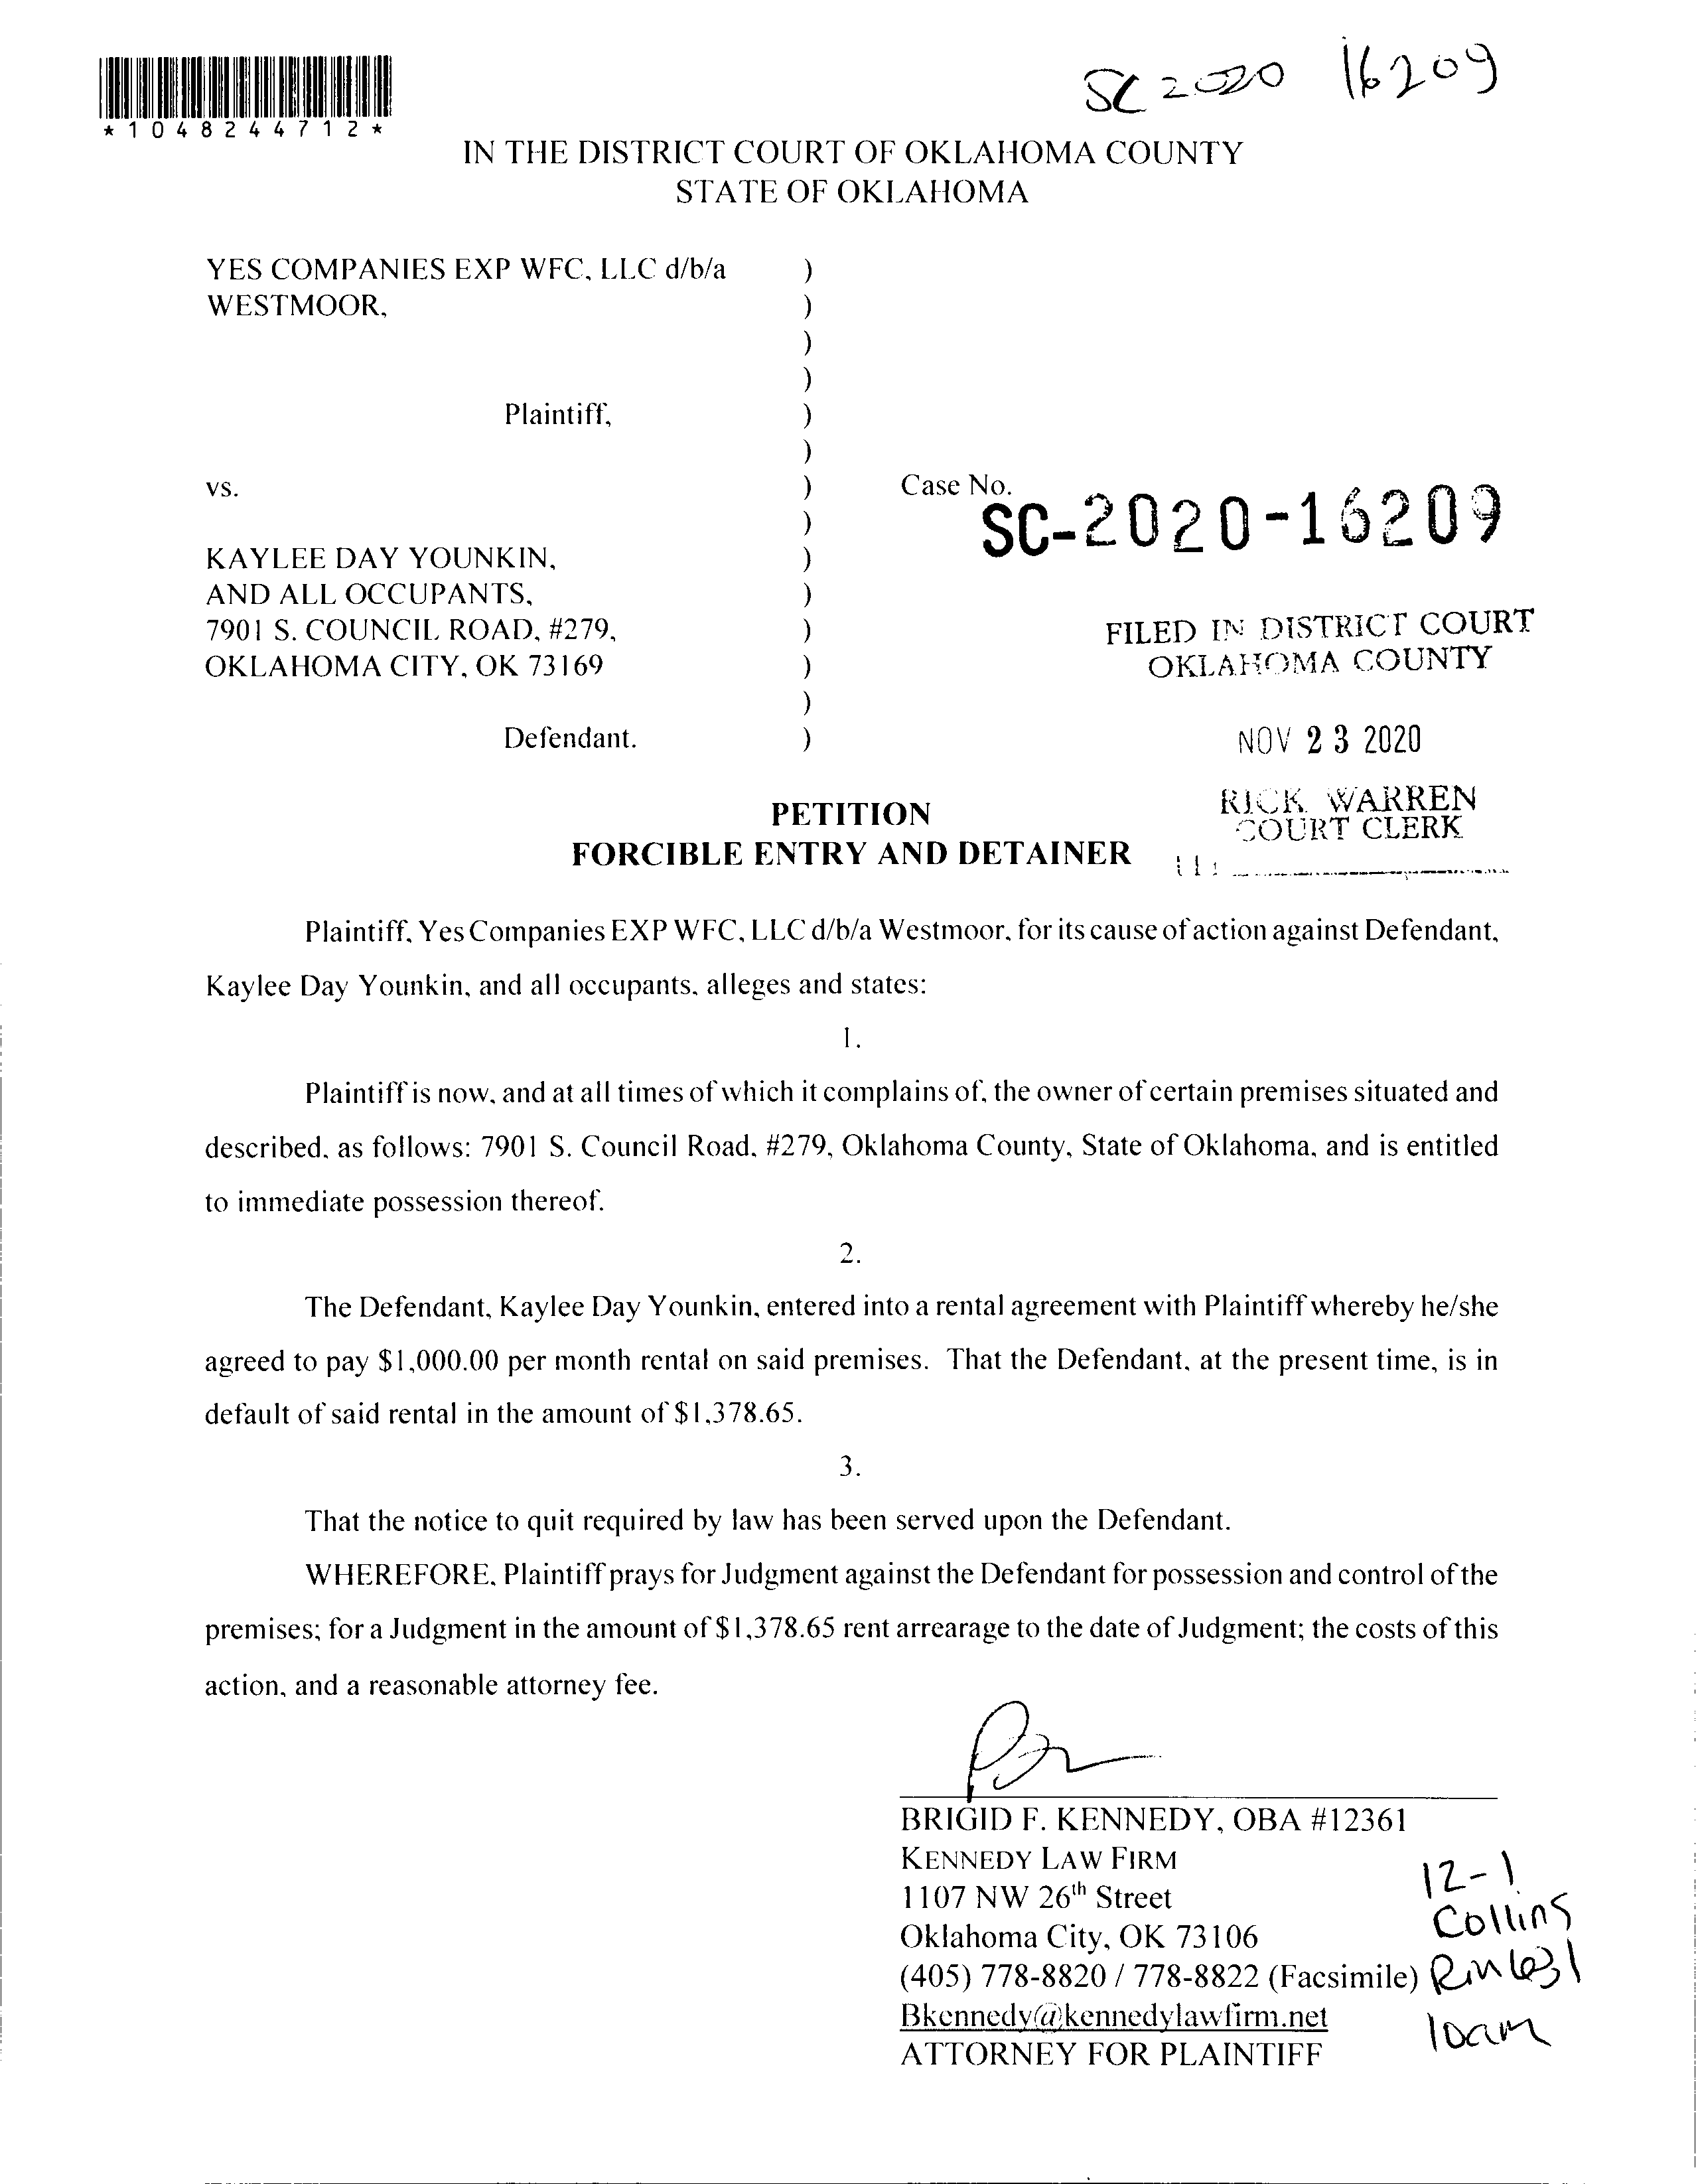 SC 2020 16209
*1048244712*
IN THE DISTRICT COURT OF OKLAHOMA COUNTY
STATE OF OKLAHOMA
YES COMPANIES EXP WFC, LLC d/b/a )
WESTMOOR, )
)
)
Plaintiff, )
)
vs. )
Case No.
SC-2020-16209
)
KAYLEE DAY YOUNKIN, )
AND ALL OCCUPANTS, )
7901 S. COUNCIL ROAD, #279, )
OKLAHOMA CITY, OK 73169 )
)
Defendant. )
FILED IN DISTRICT COURT
OKLAHOMA COUNTY
NOV 23 2020
RICK WARREN
COURT CLERK
PETITION
FORCIBLE ENTRY AND DETAINER
Plaintiff, Yes Companies EXP WFC, LLC d/b/a Westmoor, for its cause of action against Defendant,
Kaylee Day Younkin, and all occupants, alleges and states:
1.
Plaintiff is now, and at all times of which it complains of, the owner of certain premises situated and
described, as follows: 7901 S. Council Road, #279, Oklahoma County, State of Oklahoma, and is entitled
to immediate possession thereof.
2.
The Defendant, Kaylee Day Younkin, entered into a rental agreement with Plaintiff whereby he/she
agreed to pay $1,000.00 per month rental on said premises. That the Defendant, at the present time, is in
default of said rental in the amount of $1,378.65.
3.
That the notice to quit required by law has been served upon the Defendant.
WHEREFORE, Plaintiff prays for Judgment against the Defendant for possession and control of the
premises; for a Judgment in the amount of $1,378.65 rent arrearage to the date of Judgment; the costs of this
action, and a reasonable attorney fee.
BRIGID F. KENNEDY, OBA #12361
KENNEDY LAW FIRM
1107 NW 26th Street
Oklahoma City, OK 73106
(405) 778-8820 / 778-8822 (Facsimile)
Bkennedy@kennedylawfirm.net
ATTORNEY FOR PLAINTIFF
12-1
Collins
10am